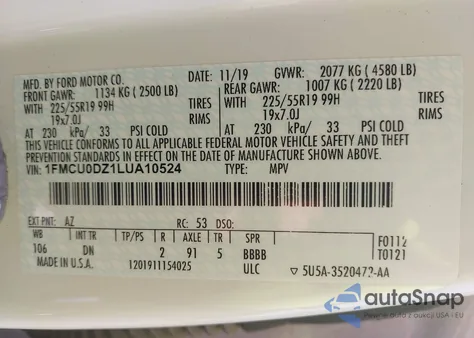 MFD. BY FORD MOTOR CO.
DATE: 11/19 GVWR: 2077 KG ( 4580 LB)
FRONT GAWR: 1134 KG ( 2500 LB) REAR GAWR: 1007 KG ( 2220 LB)
WITH 225/55R19 99H TIRES WITH 225/55R19 99H TIRES
19x7.0J RIMS 19x7.0J RIMS
AT 230 kPa/ 33 PSI COLD AT 230 kPa/ 33 PSI COLD
THIS VEHICLE CONFORMS TO ALL APPLICABLE FEDERAL MOTOR VEHICLE SAFETY AND THEFT
PREVENTION STANDARDS IN EFFECT ON THE DATE OF MANUFACTURE SHOWN ABOVE.
VIN: 1FMCU0DZ1LUA10524 TYPE: MPV
EXT PNT: AZ RC: 53 DSO:
WB INT TR TP/PS R AXLE TR SPR
106 DN 2 91 5 BBBB
F0112
T0121
MADE IN U.S.A. 1201911154025 ULC ▽ 5U5A-3520472-AA
autoSnap
FROM USA | EU